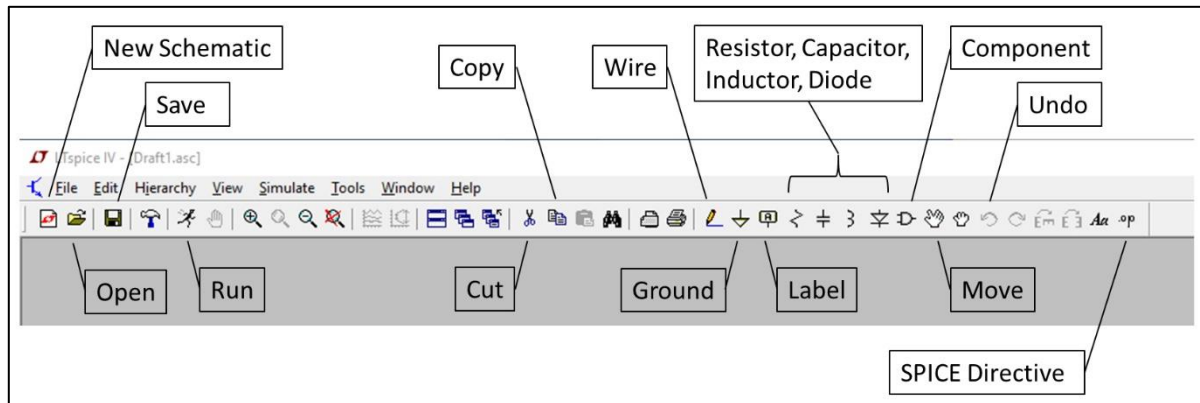 New Schematic
Save
Copy
Wire
Resistor, Capacitor,
Inductor, Diode
Component
Undo
LTspice IV - [Draft1.asc]
File Edit Hierarchy View Simulate Tools Window Help
Aa .op
Open
Run
Cut
Ground
Label
Move
SPICE Directive